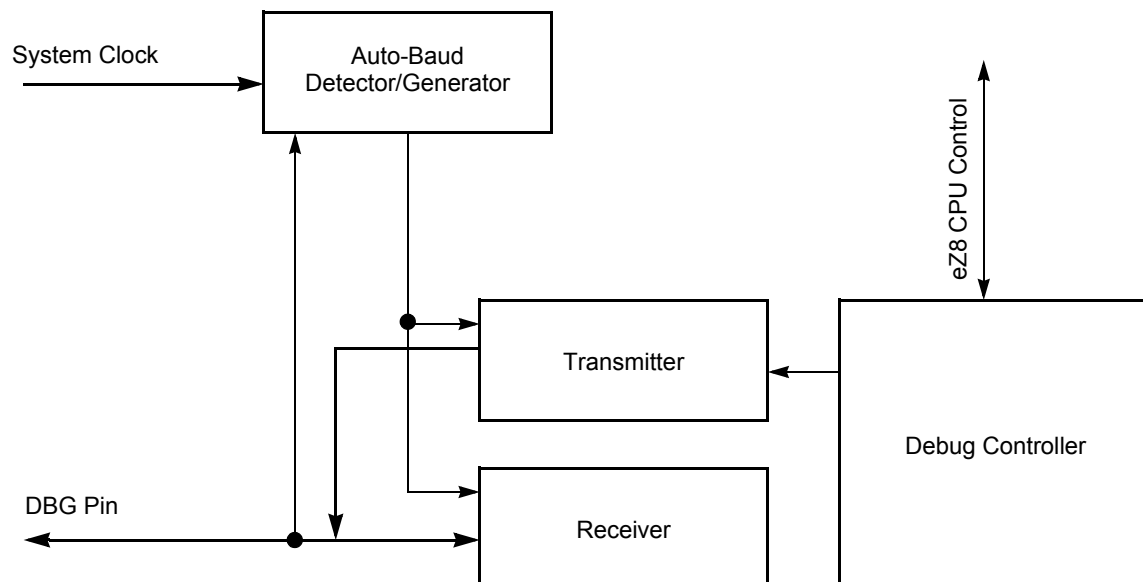 System Clock
Auto-Baud
Detector/Generator
eZ8 CPU Control
Transmitter
Debug Controller
DBG Pin
Receiver